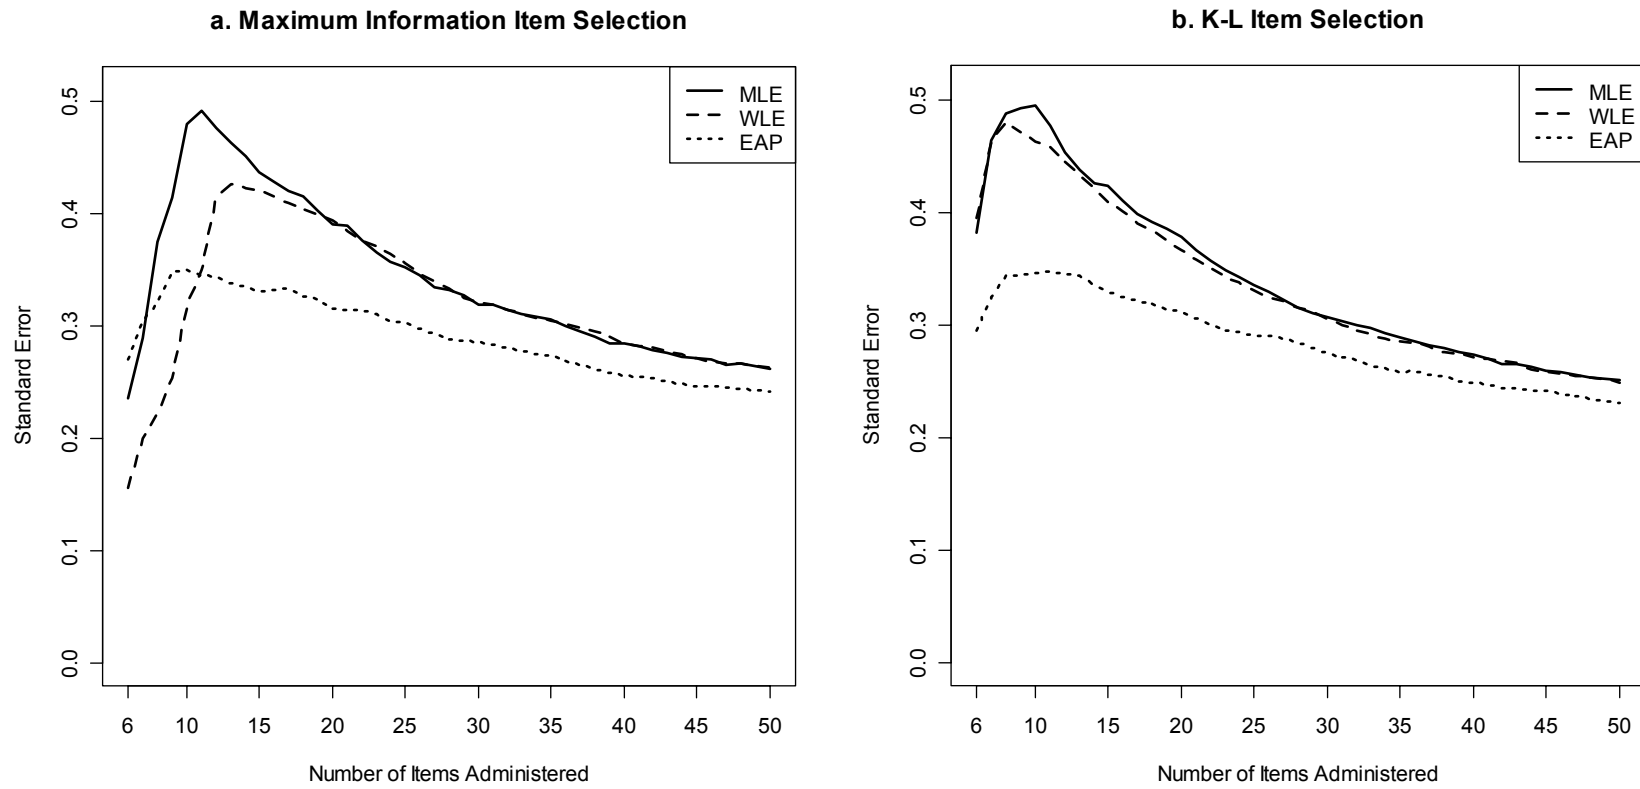 a. Maximum Information Item Selection
MLE
WLE
EAP
0.5
0.4
0.3
0.2
0.1
0.0
Standard Error
6 10 15 20 25 30 35 40 45 50
Number of Items Administered
b. K-L Item Selection
MLE
WLE
EAP
0.5
0.4
0.3
0.2
0.1
0.0
Standard Error
6 10 15 20 25 30 35 40 45 50
Number of Items Administered